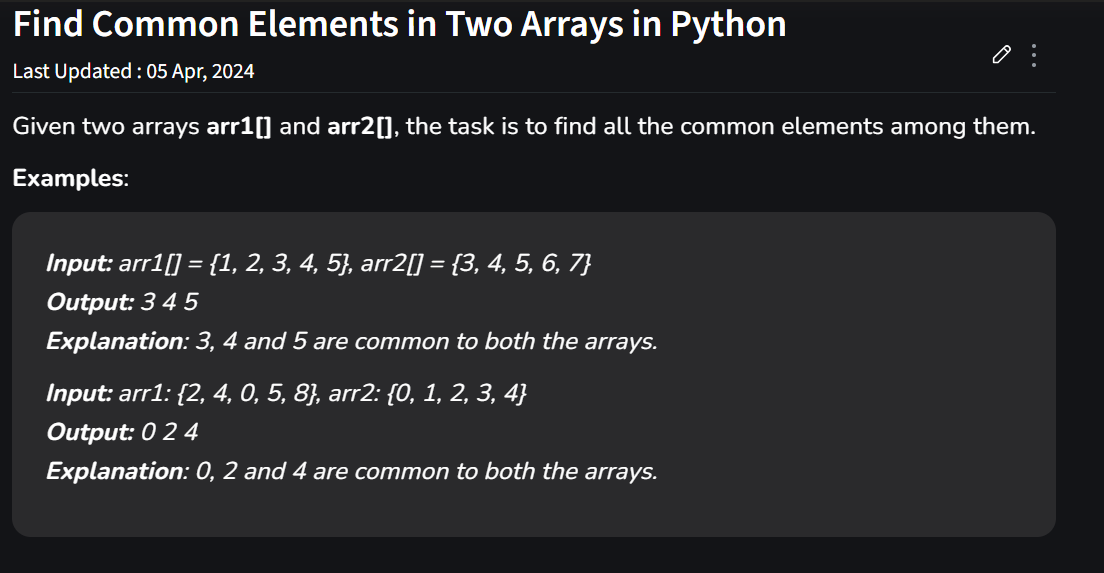 Find Common Elements in Two Arrays in Python
Last Updated : 05 Apr, 2024
Given two arrays arr1[] and arr2[], the task is to find all the common elements among them.
Examples:
Input: arr1[] = {1, 2, 3, 4, 5}, arr2[] = {3, 4, 5, 6, 7}
Output: 3 4 5
Explanation: 3, 4 and 5 are common to both the arrays.
Input: arr1: {2, 4, 0, 5, 8}, arr2: {0, 1, 2, 3, 4}
Output: 0 2 4
Explanation: 0, 2 and 4 are common to both the arrays.